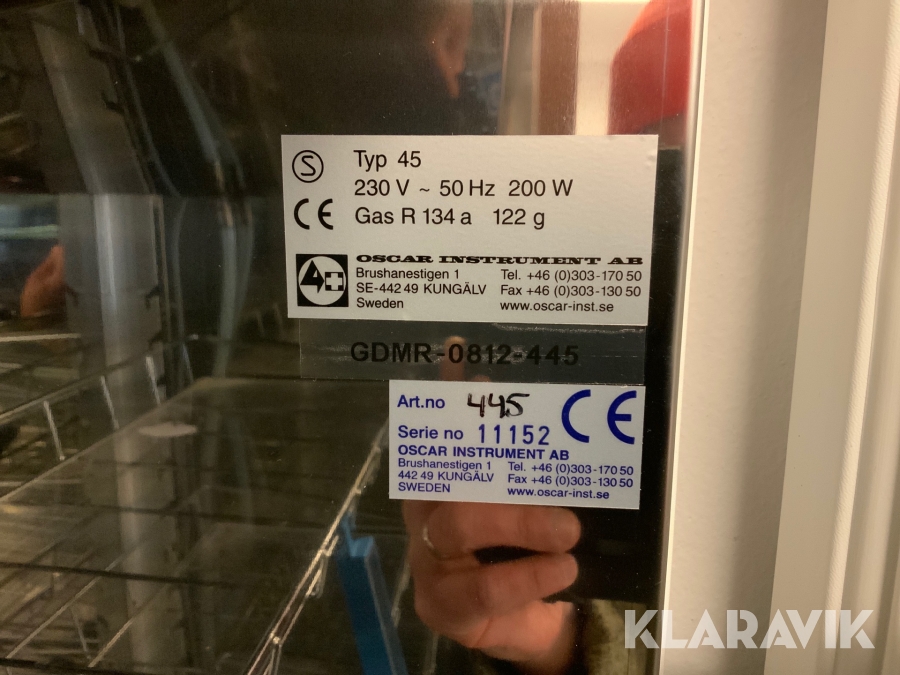 S
Typ 45
230 V ~ 50 Hz 200 W
CE
Gas R 134 a 122 g
OSCAR INSTRUMENT AB
Brushanestigen 1 Tel. +46 (0)303-170 50
SE-442 49 KUNGÄLV Fax +46 (0)303-130 50
Sweden www.oscar-inst.se
GDMR-0812-445
Art.no 445 CE
Serie no 11152
OSCAR INSTRUMENT AB
Brushanestigen 1 Tel. +46 (0)303-170 50
442 49 KUNGÄLV Fax +46 (0)303-130 50
SWEDEN www.oscar-inst.se
KLARAVIK